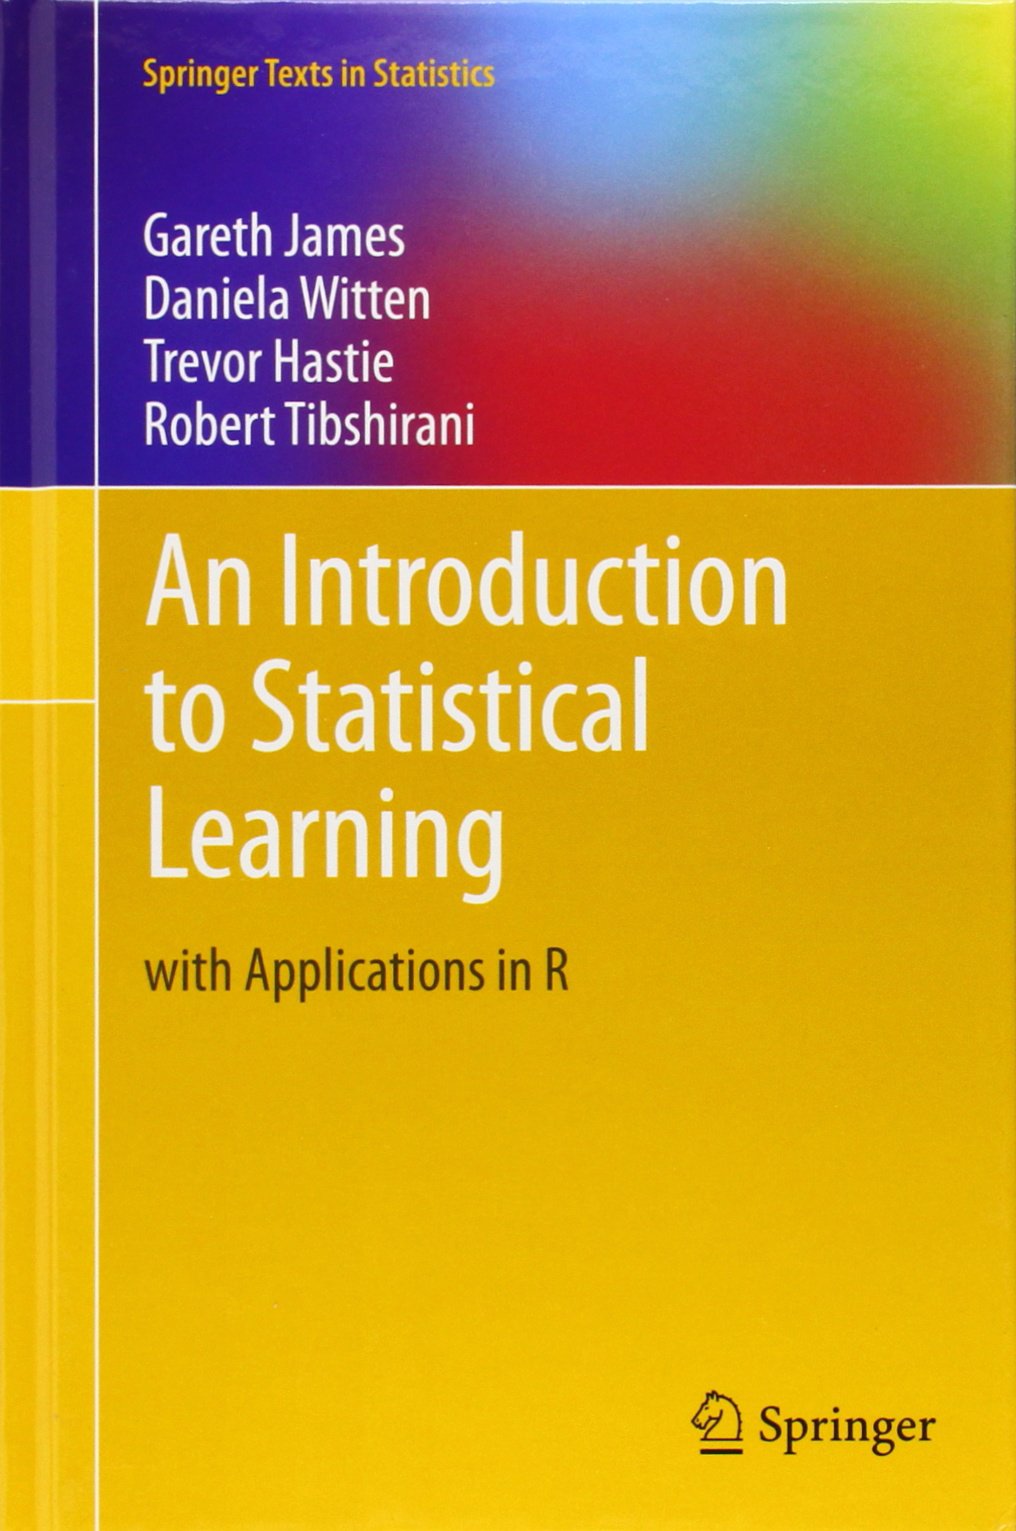 Springer Texts in Statistics
Gareth James
Daniela Witten
Trevor Hastie
Robert Tibshirani
An Introduction
to Statistical
Learning
with Applications in R
Springer